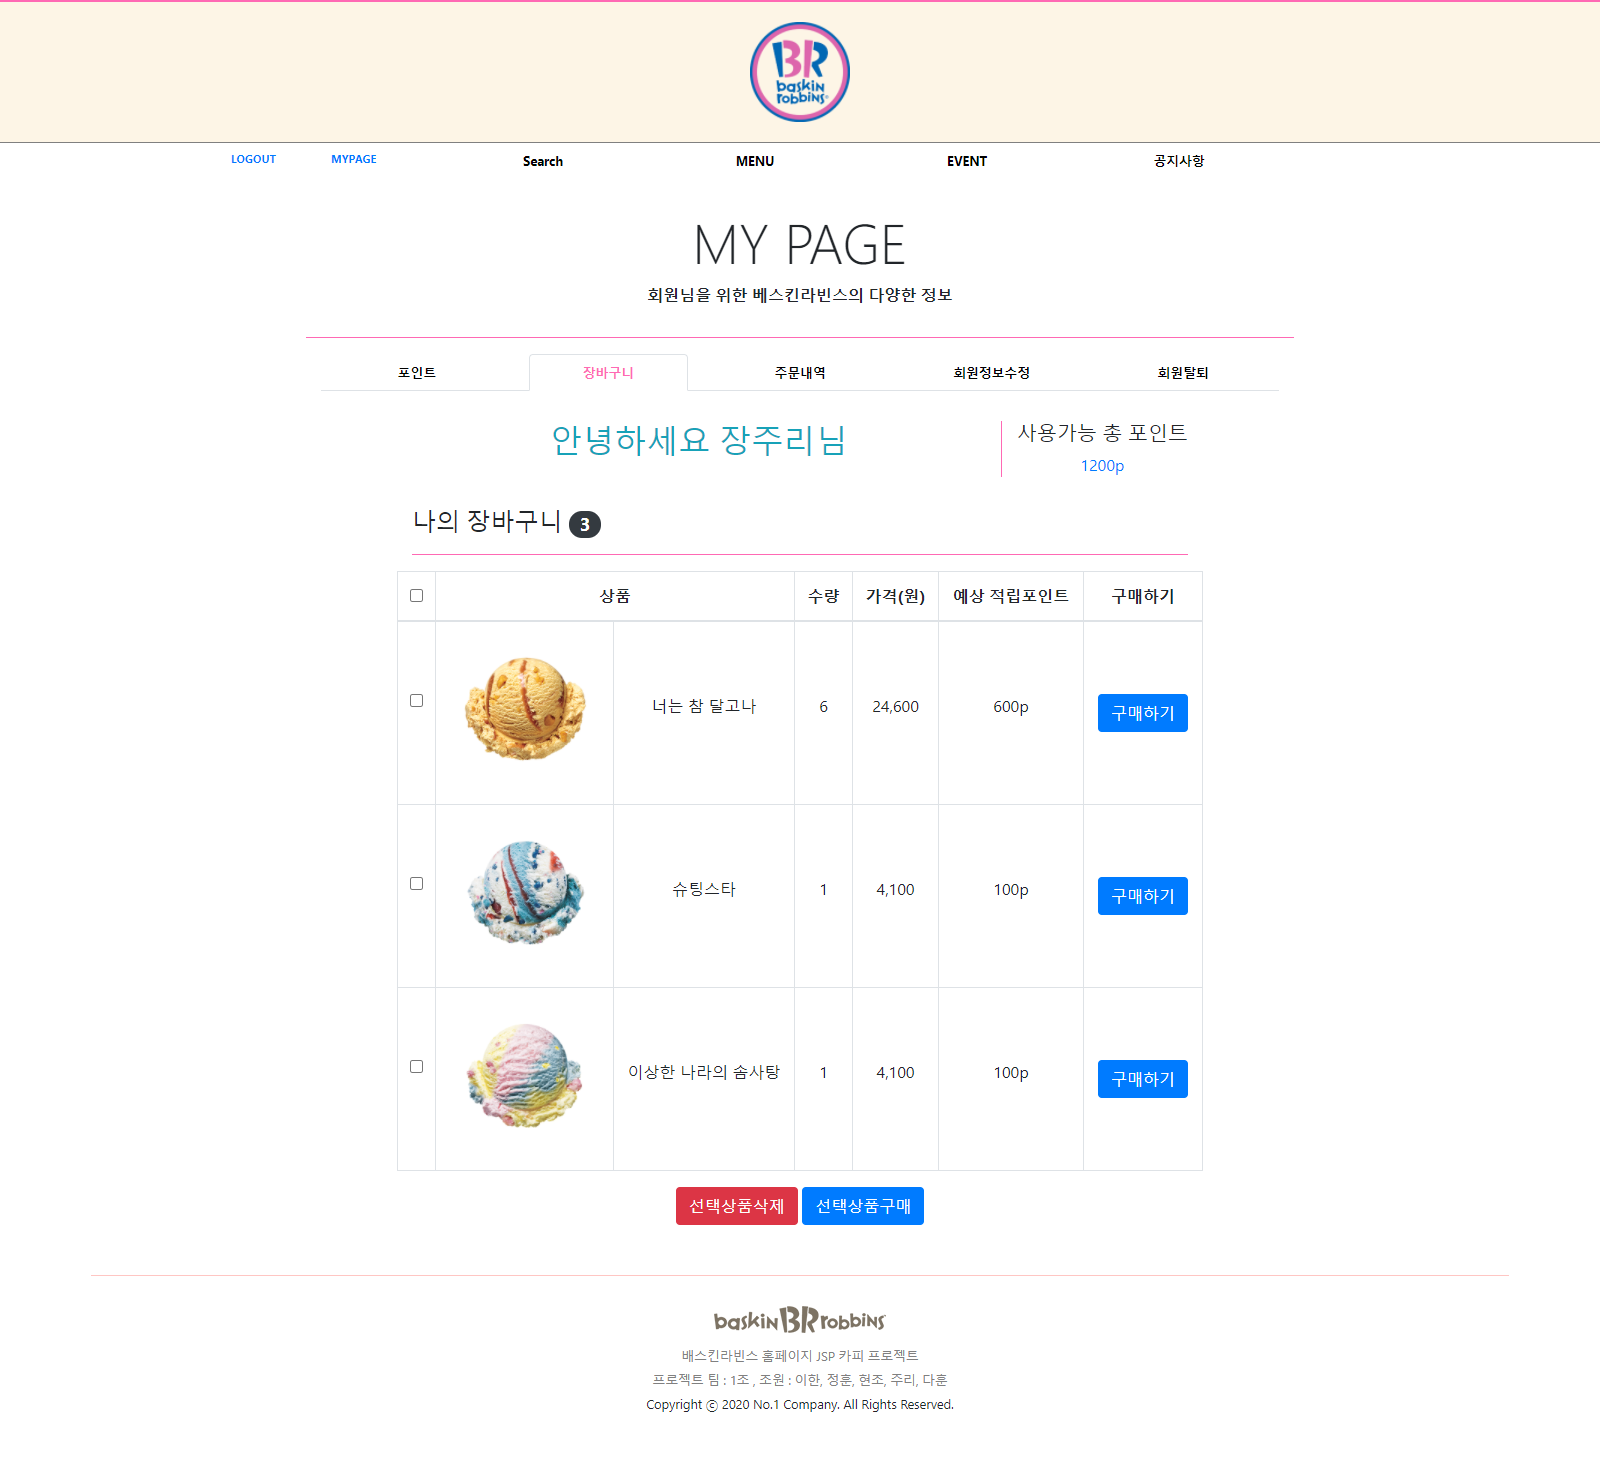 BR
baskin
robbins
LOGOUT MYPAGE Search MENU EVENT 공지사항
MY PAGE
회원님을 위한 베스킨라빈스의 다양한 정보
포인트 장바구니 주문내역 회원정보수정 회원탈퇴
안녕하세요 장주리님
사용가능 총 포인트
1200p
나의 장바구니 3
상품 수량 가격(원) 예상 적립포인트 구매하기
너는 참 달고나 6 24,600 600p 구매하기
슈팅스타 1 4,100 100p 구매하기
이상한 나라의 솜사탕 1 4,100 100p 구매하기
선택상품삭제 선택상품구매
baskin BR robbins
배스킨라빈스 홈페이지 JSP 카피 프로젝트
프로젝트 팀 : 1조 , 조원 : 이한, 정훈, 현조, 주리, 다훈
Copyright ⓒ 2020 No.1 Company. All Rights Reserved.